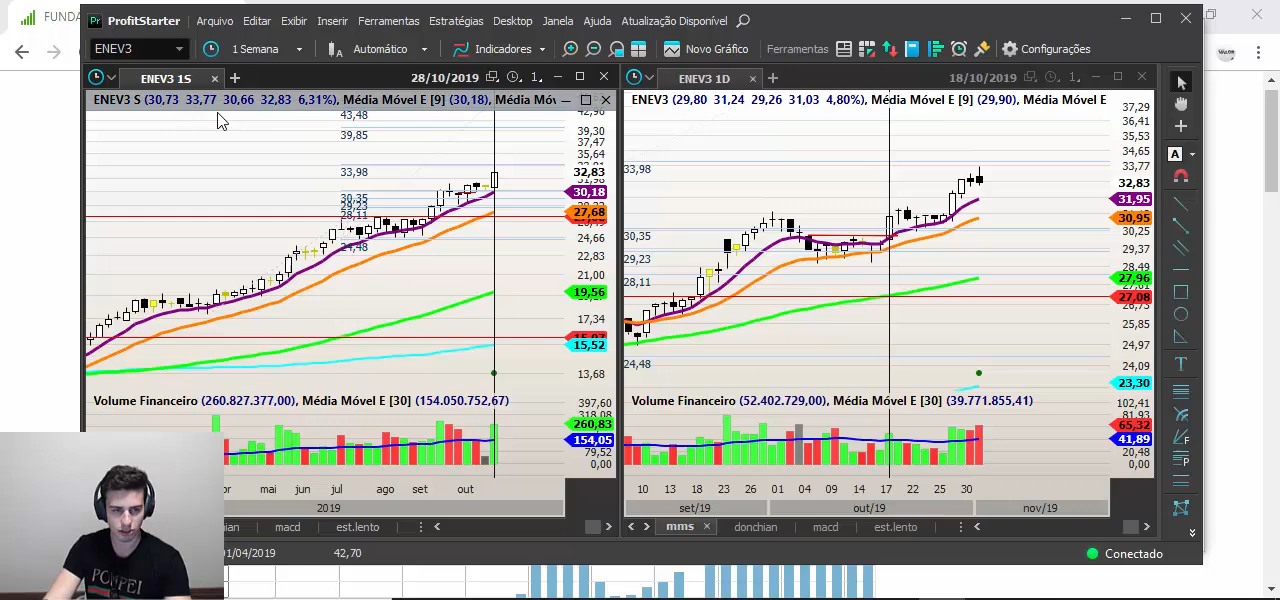 FUNDA
ProfitStarter Arquivo Editar Exibir Inserir Ferramentas Estratégias Desktop Janela Ajuda Atualização Disponível
ENEV3 1 Semana Automático Indicadores Novo Gráfico Ferramentas Configurações
ENEV3 1S 28/10/2019 1
ENEV3 S (30,73 33,77 30,66 32,83 6,31%), Média Móvel E [9] (30,18), Média Móv
43,48
39,85
33,98
30,35
29,23
28,11
24,48
39,30
37,47
35,64
33,81
32,83
30,18
27,68
24,66
22,83
21,00
19,56
17,34
15,52
13,68
Volume Financeiro (260.827.377,00), Média Móvel E [30] (154.050.752,67)
397,60
318,08
260,83
154,05
79,52
0,00
mai jun jul ago set out
2019
macd est.lento
ENEV3 1D 18/10/2019 1
ENEV3 (29,80 31,24 29,26 31,03 4,80%), Média Móvel E [9] (29,90), Média Móvel E
33,98
30,35
29,23
28,11
24,48
37,29
36,41
35,53
34,65
33,77
32,83
31,95
30,95
30,25
29,37
28,49
27,96
27,08
25,85
24,97
24,09
23,30
Volume Financeiro (52.402.729,00), Média Móvel E [30] (39.771.855,41)
102,41
81,93
65,32
41,89
20,48
0,00
10 13 18 23 26 01 04 09 14 17 22 25 30
set/19 out/19 nov/19
mms donchian macd est.lento
01/04/2019 42,70 Conectado
A
T
F
P
POMPEI